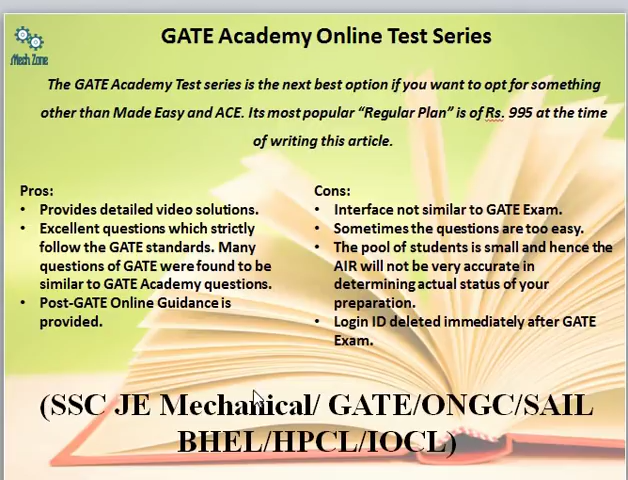 Mech Zone
GATE Academy Online Test Series
The GATE Academy Test series is the next best option if you want to opt for something
other than Made Easy and ACE. Its most popular “Regular Plan” is of Rs. 995 at the time
of writing this article.
Pros:
• Provides detailed video solutions.
• Excellent questions which strictly
follow the GATE standards. Many
questions of GATE were found to be
similar to GATE Academy questions.
• Post-GATE Online Guidance is
provided.
Cons:
• Interface not similar to GATE Exam.
• Sometimes the questions are too easy.
• The pool of students is small and hence the
AIR will not be very accurate in
determining actual status of your
preparation.
• Login ID deleted immediately after GATE
Exam.
(SSC JE Mechanical/ GATE/ONGC/SAIL
BHEL/HPCL/IOCL)